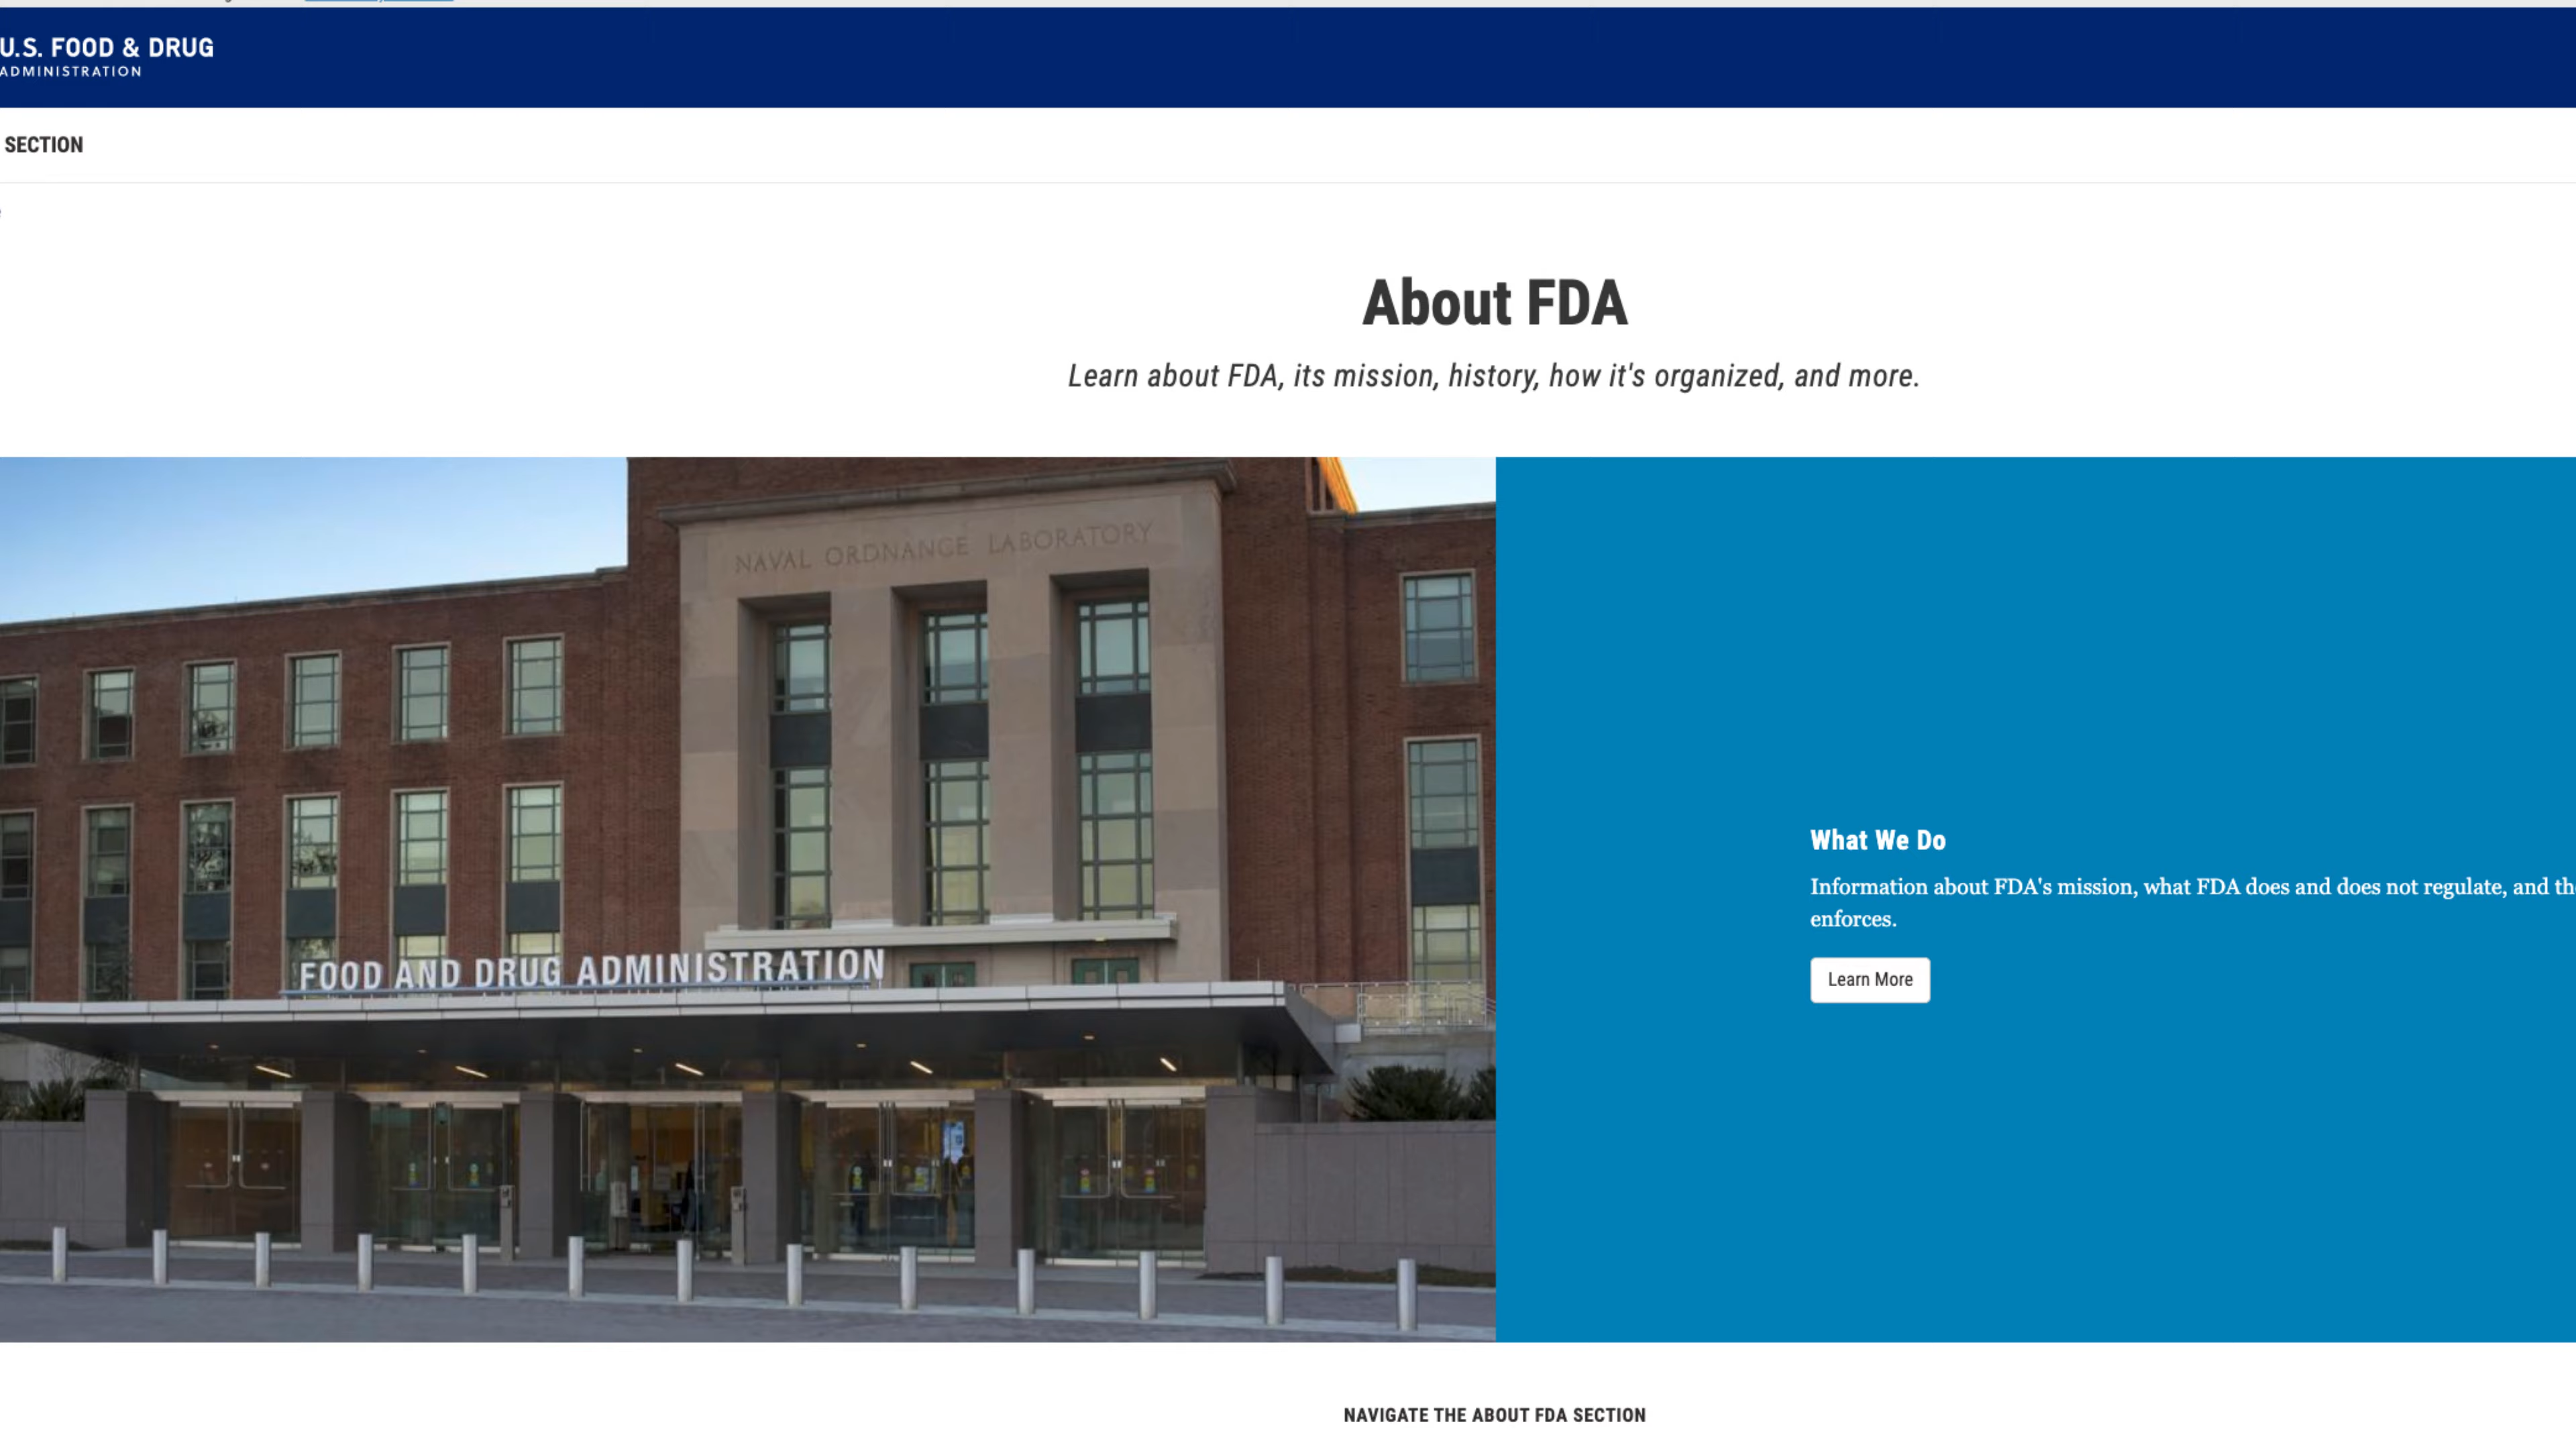 U.S. FOOD & DRUG
ADMINISTRATION
SECTION
About FDA
Learn about FDA, its mission, history, how it's organized, and more.
NAVAL ORDNANCE LABORATORY
FOOD AND DRUG ADMINISTRATION
What We Do
Information about FDA's mission, what FDA does and does not regulate, and
enforces.
Learn More
NAVIGATE THE ABOUT FDA SECTION